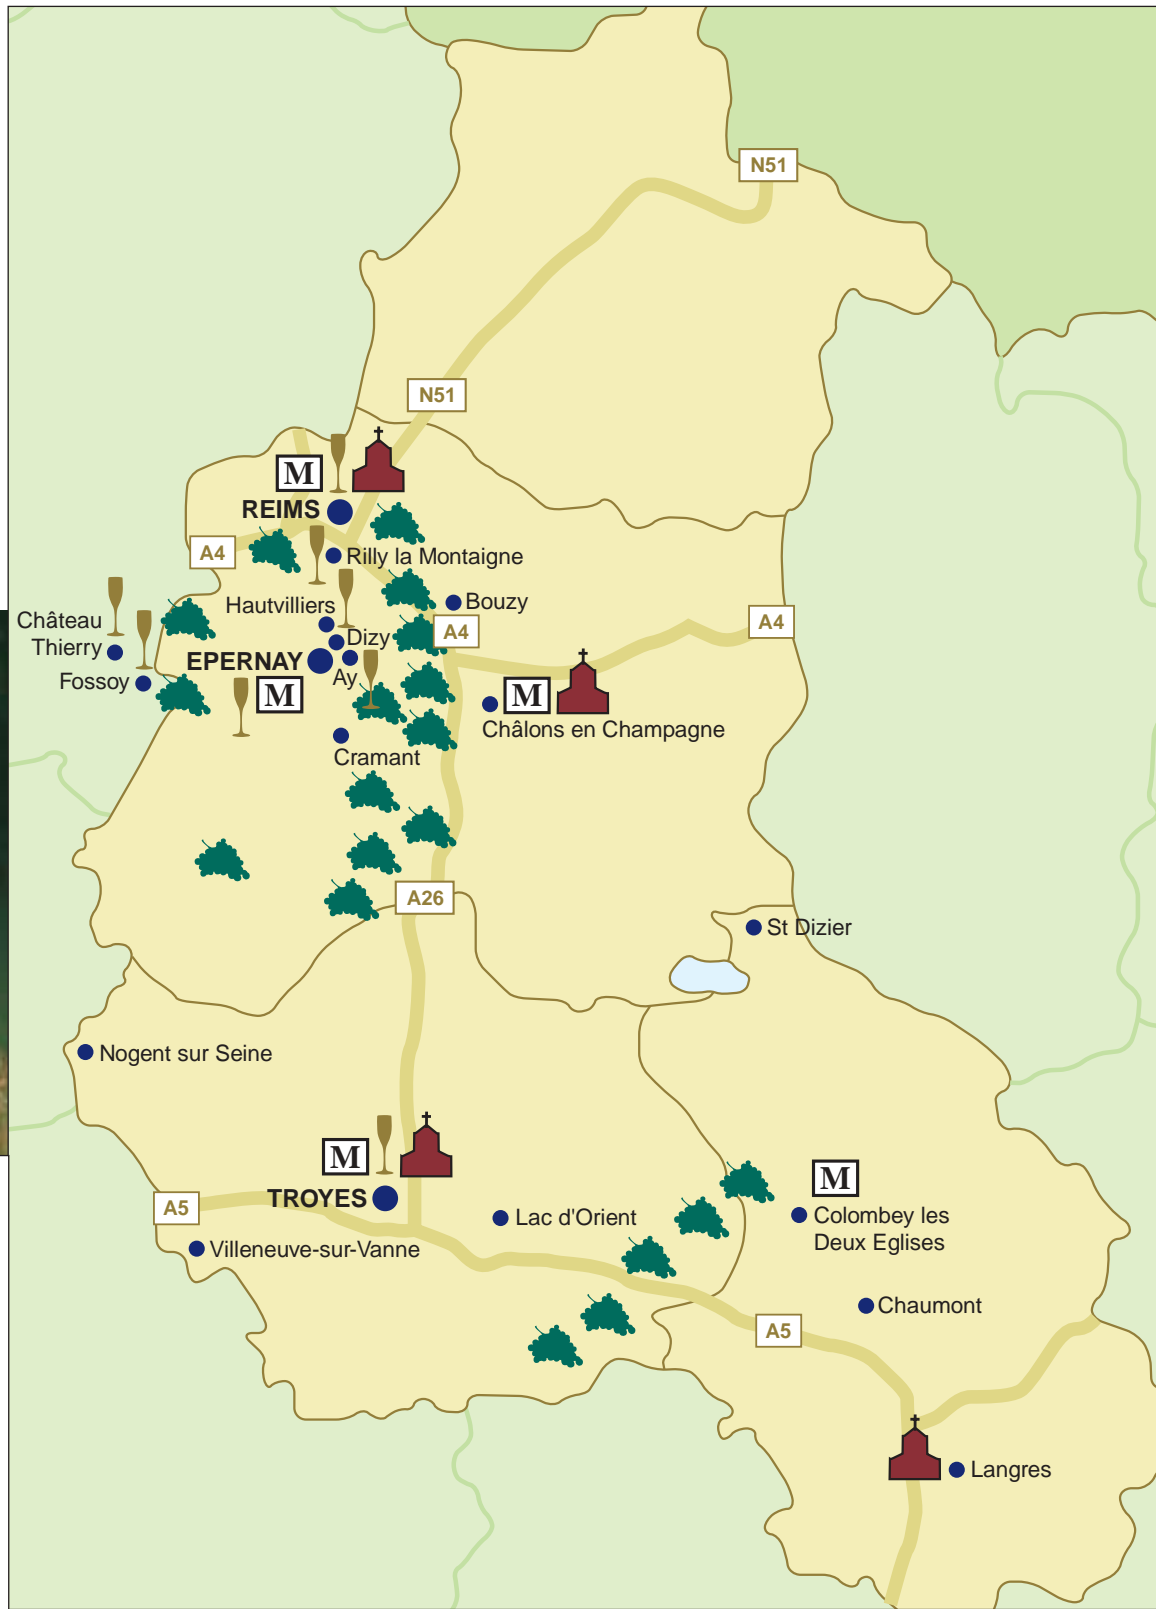 N51
N51
M
REIMS
A4
Rilly la Montaigne
Hautvilliers
Bouzy
Château
Thierry
Dizy
A4
A4
EPERNAY
Ay
Fossoy
M
M
Châlons en Champagne
Cramant
A26
St Dizier
Nogent sur Seine
M
TROYES
A5
Lac d'Orient
M
Colombey les
Deux Eglises
Villeneuve-sur-Vanne
Chaumont
A5
Langres